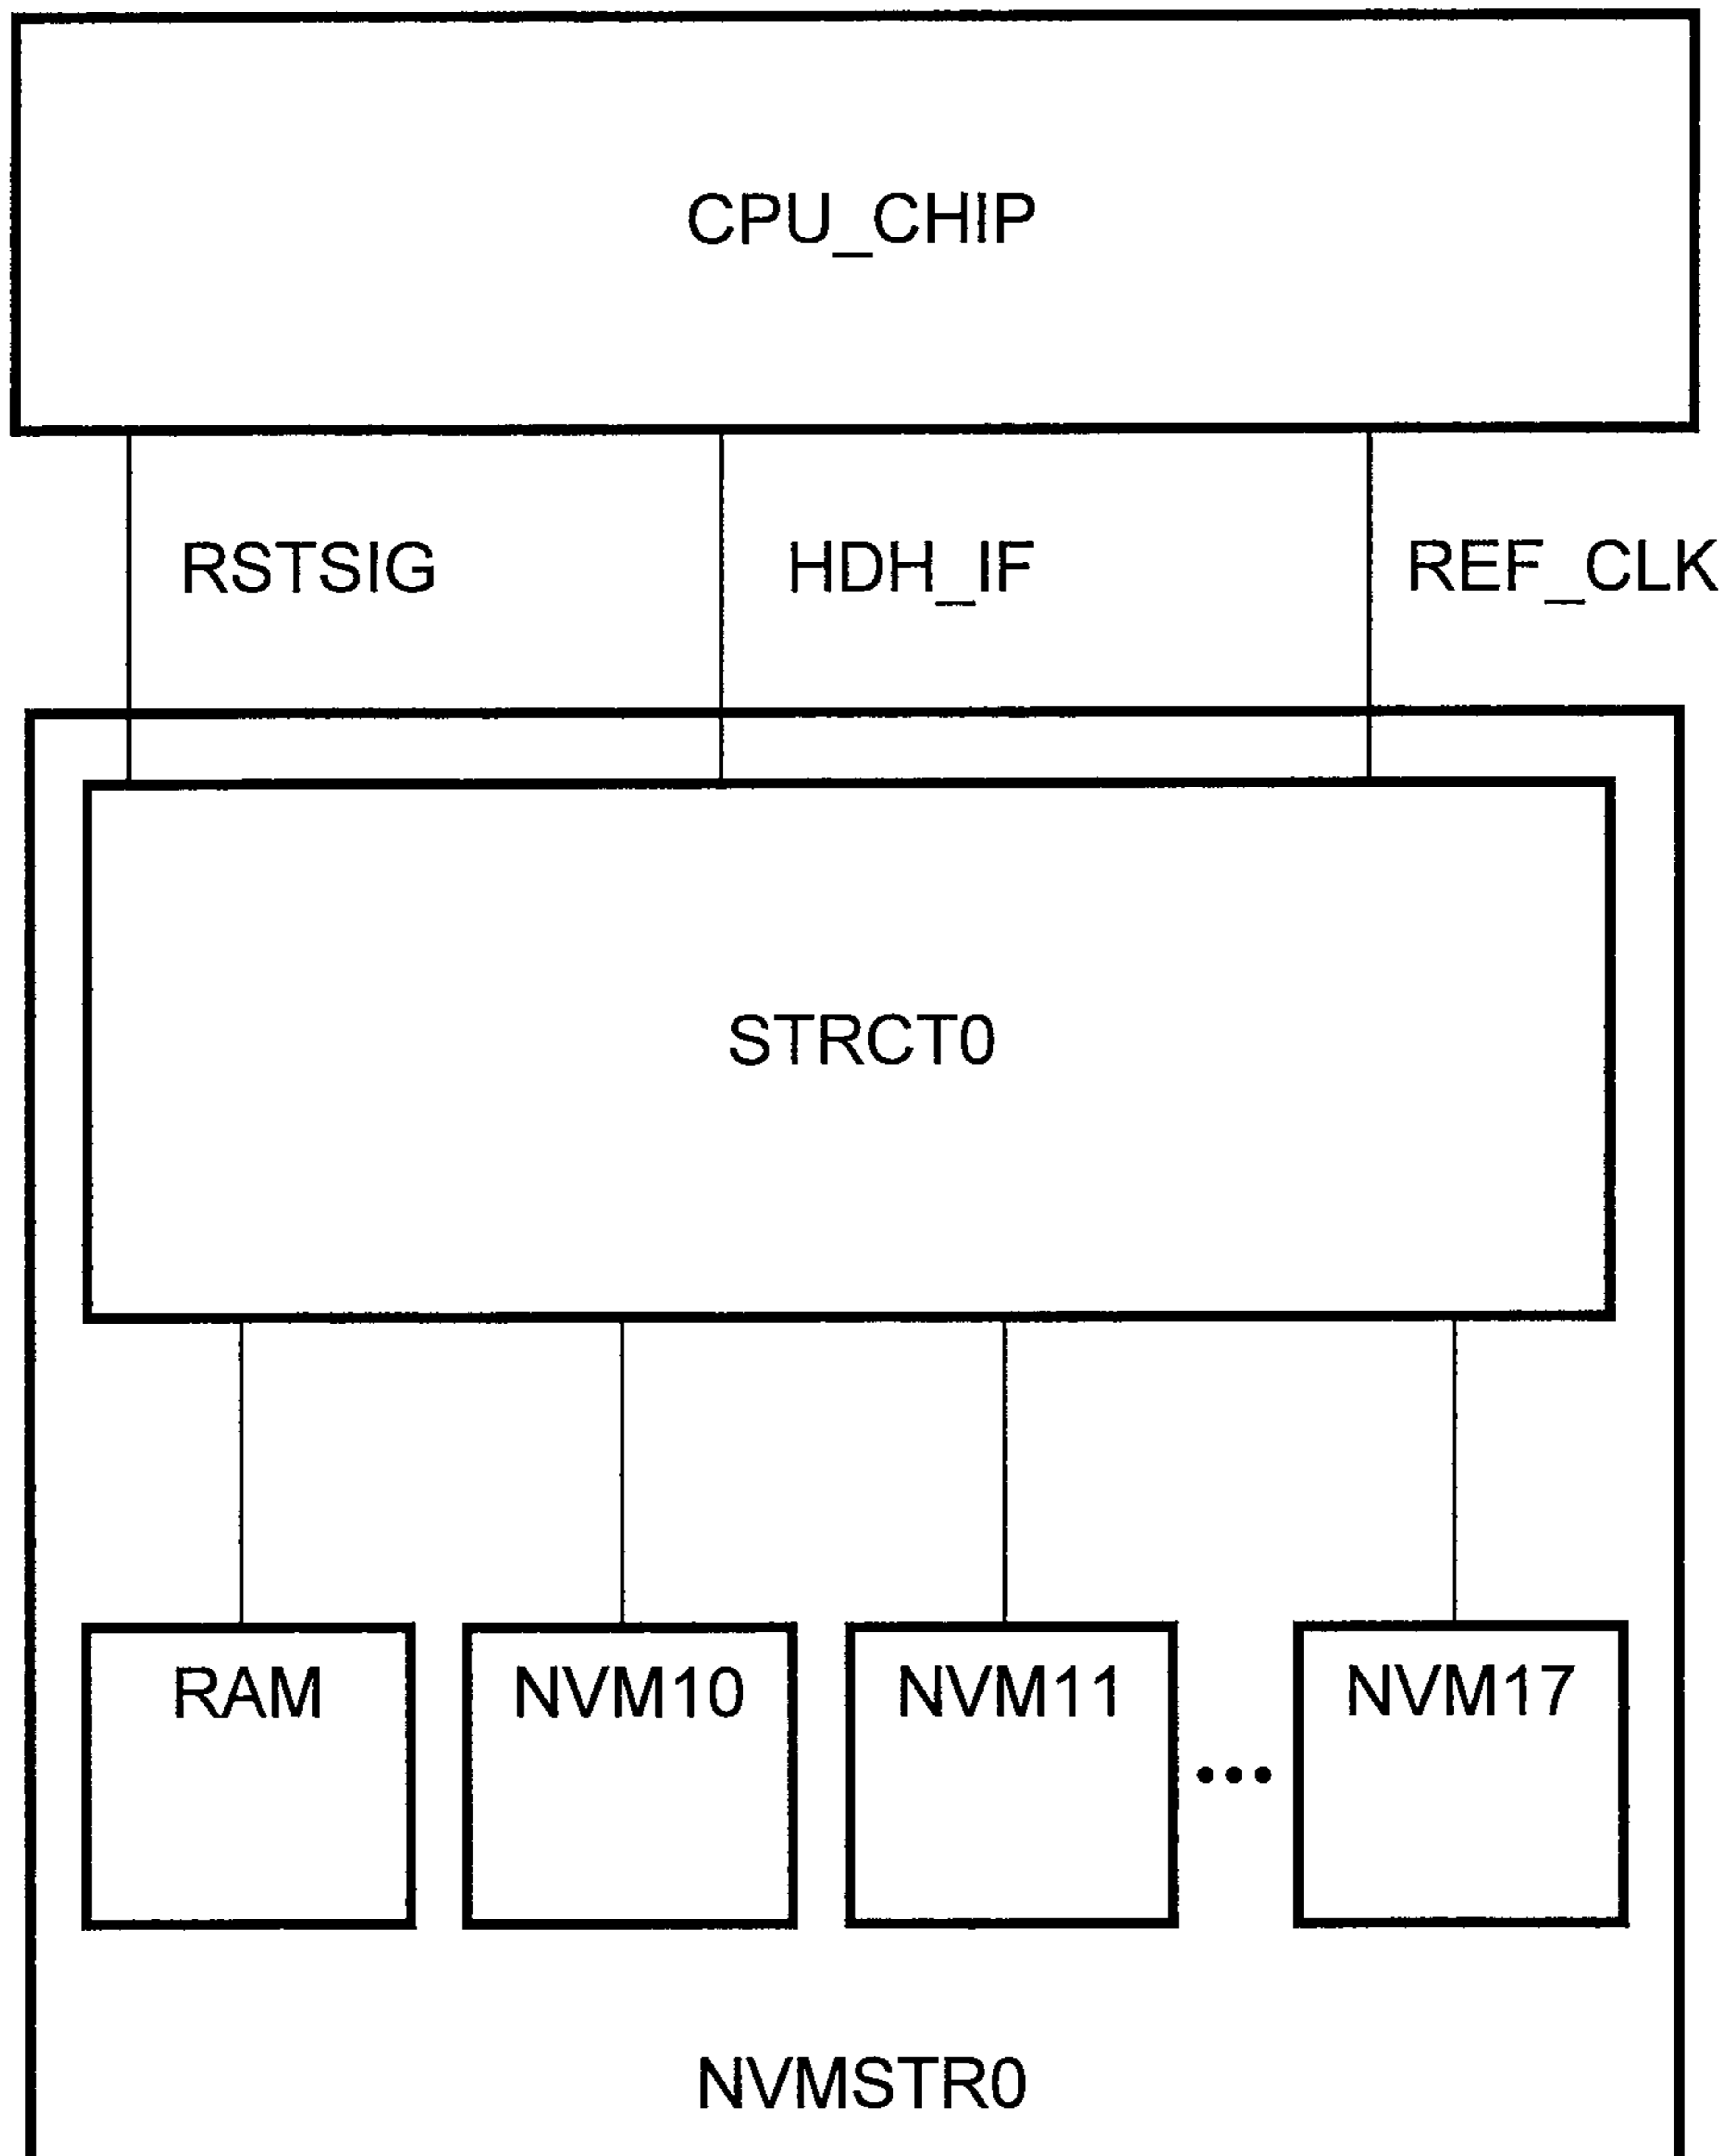 CPU_CHIP
RSTSIG HDH_IF REF_CLK
STRCT0
RAM NVM10 NVM11 ••• NVM17
NVMSTR0